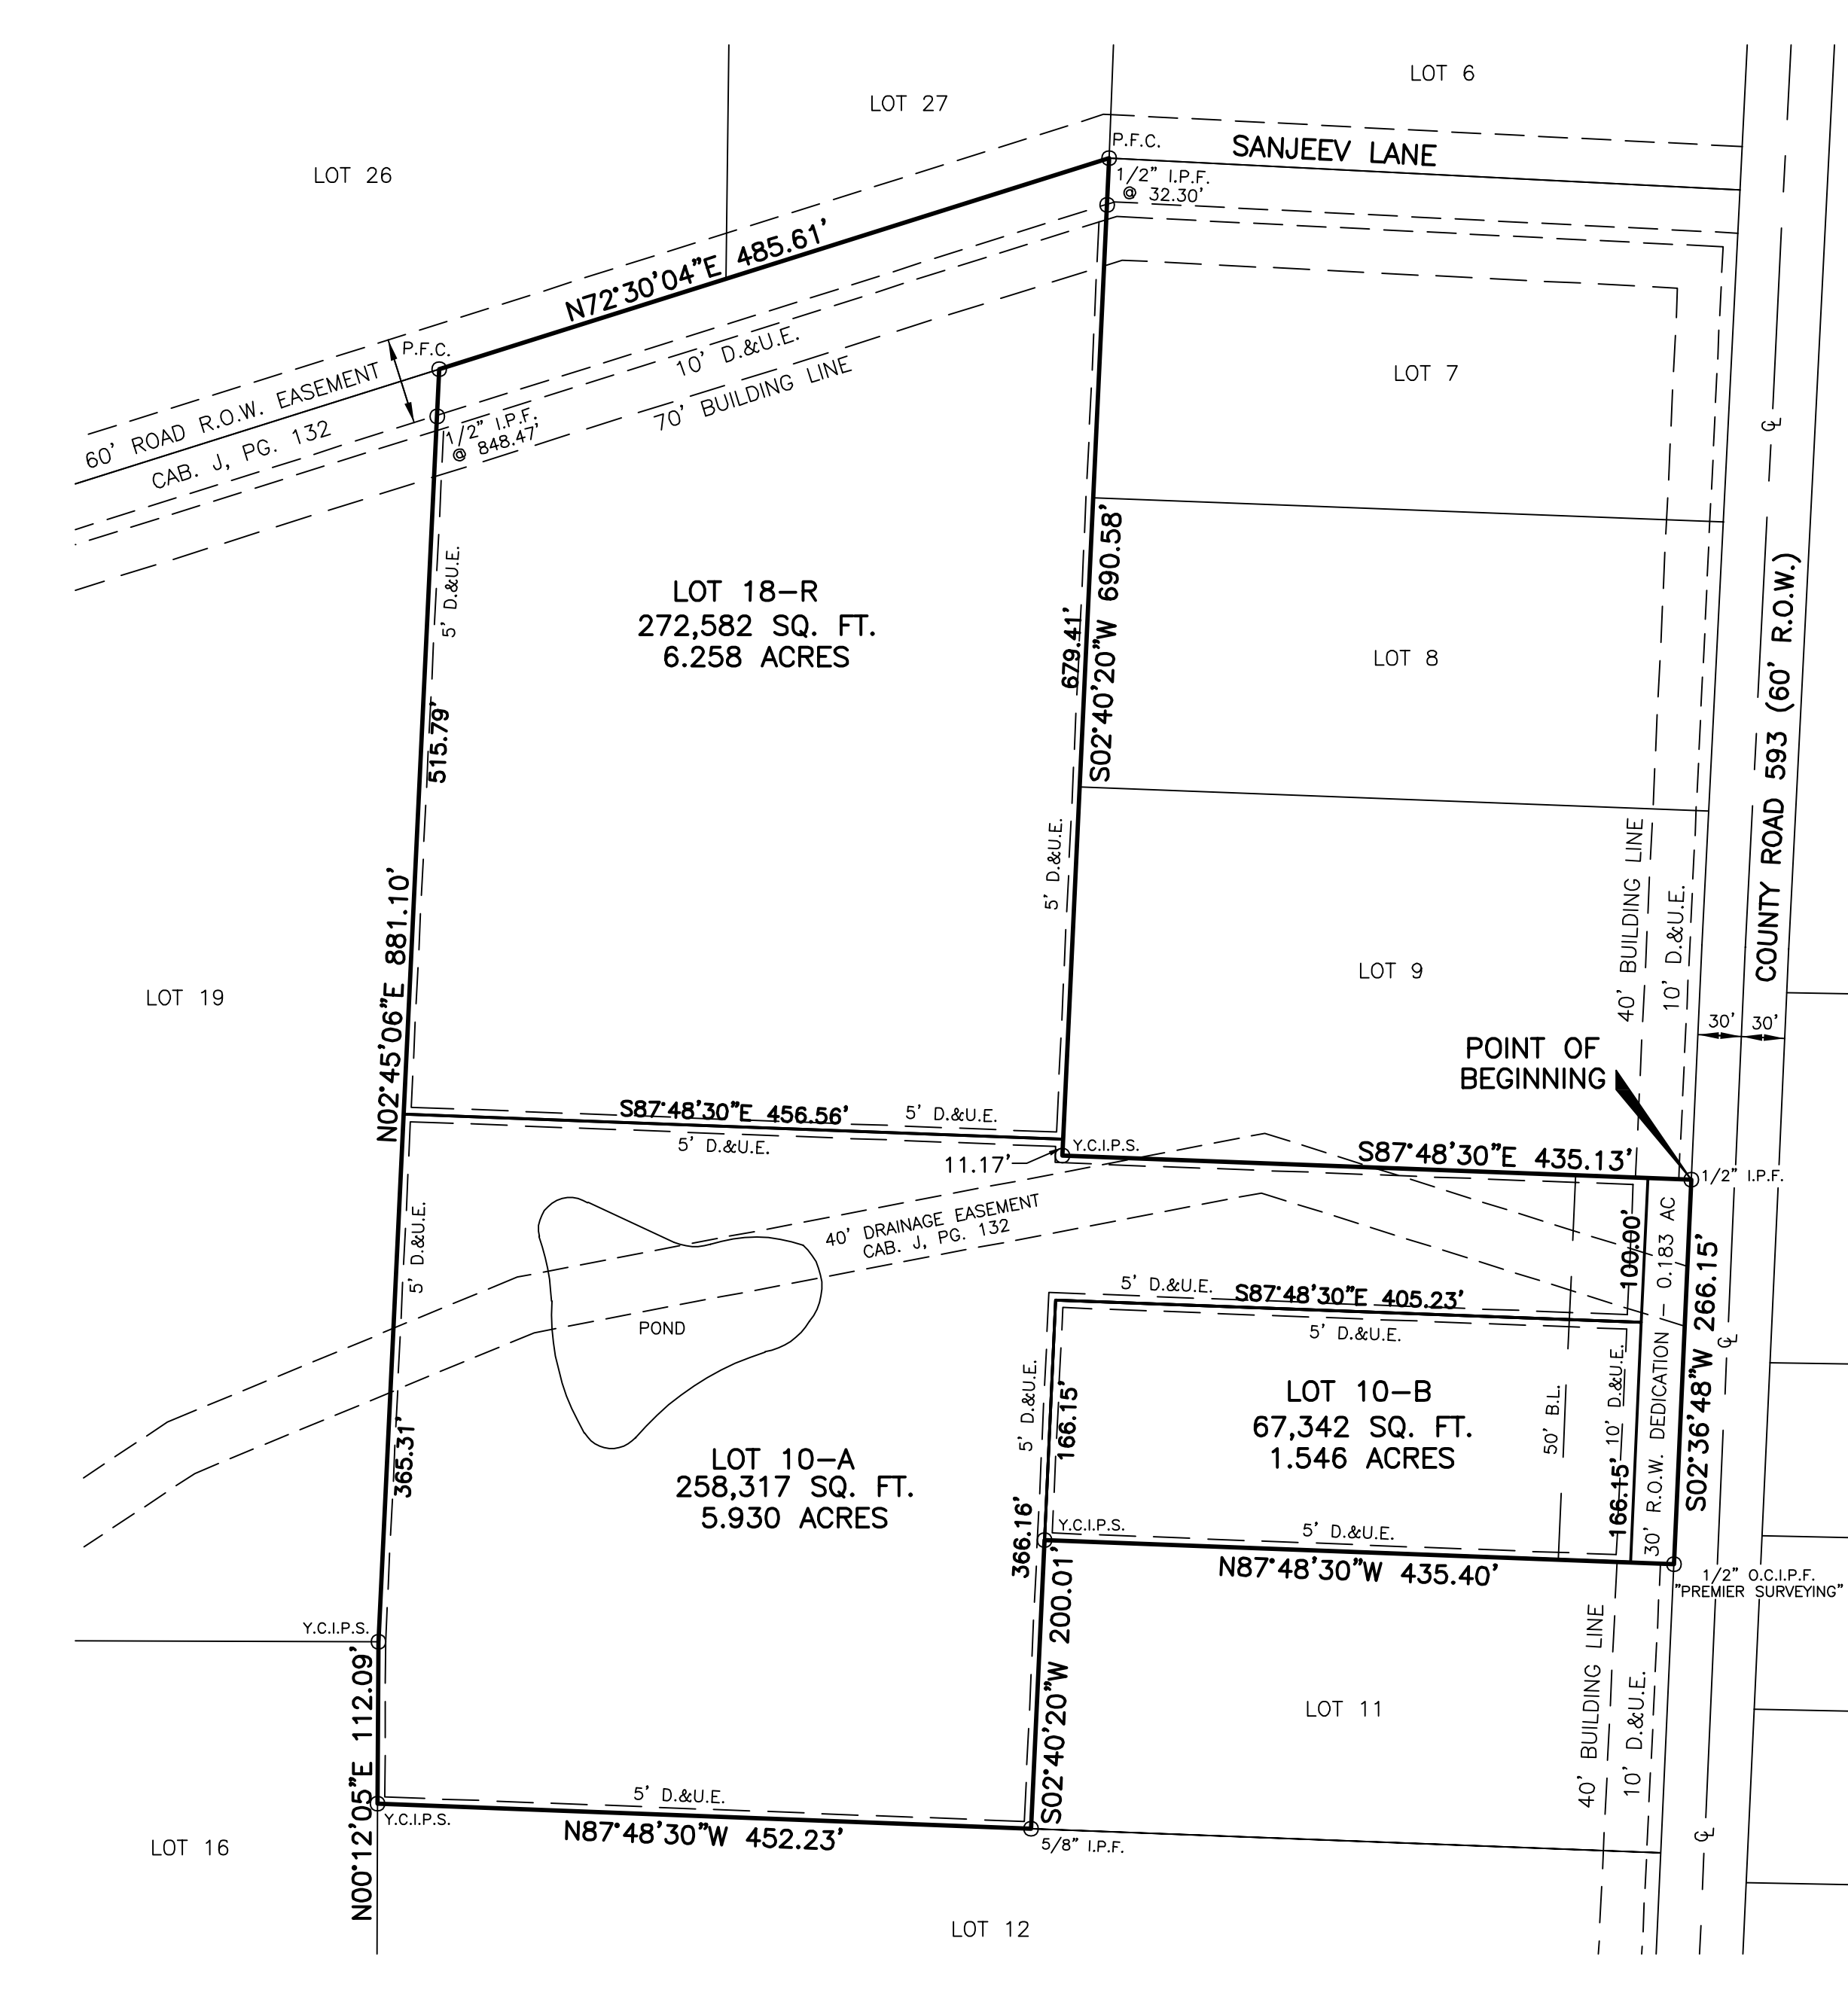 LOT 6
LOT 27
LOT 26
P.F.C.
SANJEEV LANE
1/2" I.P.F.
@ 32.30'
N72°30'04"E 485.61'
P.F.C.
60' ROAD R.O.W. EASEMENT
CAB. J, PG. 132
10' D.&U.E.
70' BUILDING LINE
1/2" I.P.F.
@ 848.47'
LOT 7
℄
5' D.&U.E.
LOT 18-R
272,582 SQ. FT.
6.258 ACRES
679.41'
S02°40'20"W 690.58'
LOT 8
COUNTY ROAD 593 (60' R.O.W.)
515.79'
5' D.&U.E.
40' BUILDING LINE
10' D.&U.E.
N02°45'06"E 881.10'
LOT 19
LOT 9
30'
30'
POINT OF
BEGINNING
S87°48'30"E 456.56'
5' D.&U.E.
5' D.&U.E.
Y.C.I.P.S.
11.17'
S87°48'30"E 435.13'
1/2" I.P.F.
40' DRAINAGE EASEMENT
CAB. J, PG. 132
5' D.&U.E.
100.00'
30' R.O.W. DEDICATION - 0.183 AC
S02°36'48"W 266.15'
℄
5' D.&U.E.
S87°48'30"E 405.23'
5' D.&U.E.
POND
5' D.&U.E.
166.15'
LOT 10-B
67,342 SQ. FT.
1.546 ACRES
50' B.L.
10' D.&U.E.
166.15'
365.31'
LOT 10-A
258,317 SQ. FT.
5.930 ACRES
366.16'
Y.C.I.P.S.
5' D.&U.E.
N87°48'30"W 435.40'
1/2" O.C.I.P.F.
"PREMIER SURVEYING"
Y.C.I.P.S.
N00°12'05"E 112.09'
S02°40'20"W 200.01'
LOT 11
40' BUILDING LINE
10' D.&U.E.
5' D.&U.E.
Y.C.I.P.S.
N87°48'30"W 452.23'
5/8" I.P.F.
℄
LOT 16
LOT 12